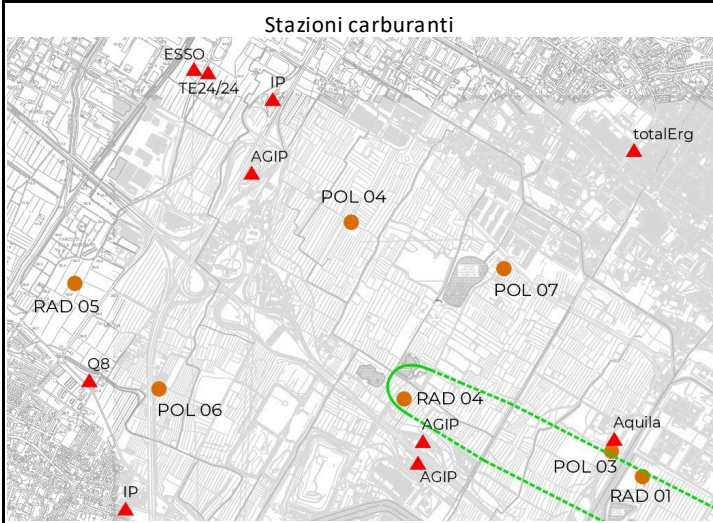 Stazioni carburanti
ESSO
TE24/24
IP
totalErg
AGIP
POL 04
POL 07
RAD 05
Q8
POL 06
RAD 04
AGIP
Aquila
POL 03
AGIP
RAD 01
IP